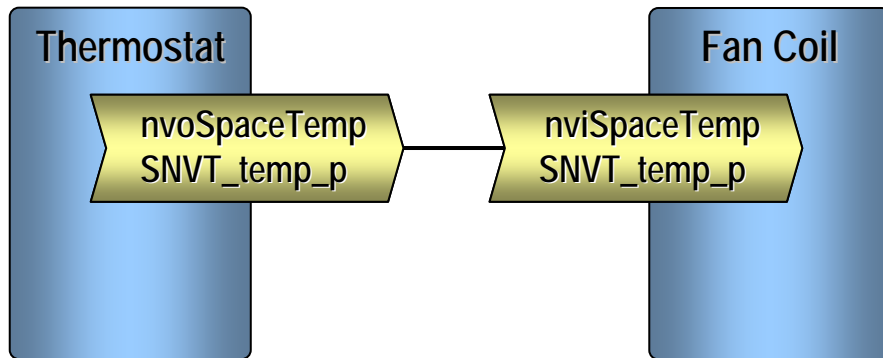 Thermostat
Fan Coil
nvoSpaceTemp
SNVT_temp_p
nviSpaceTemp
SNVT_temp_p